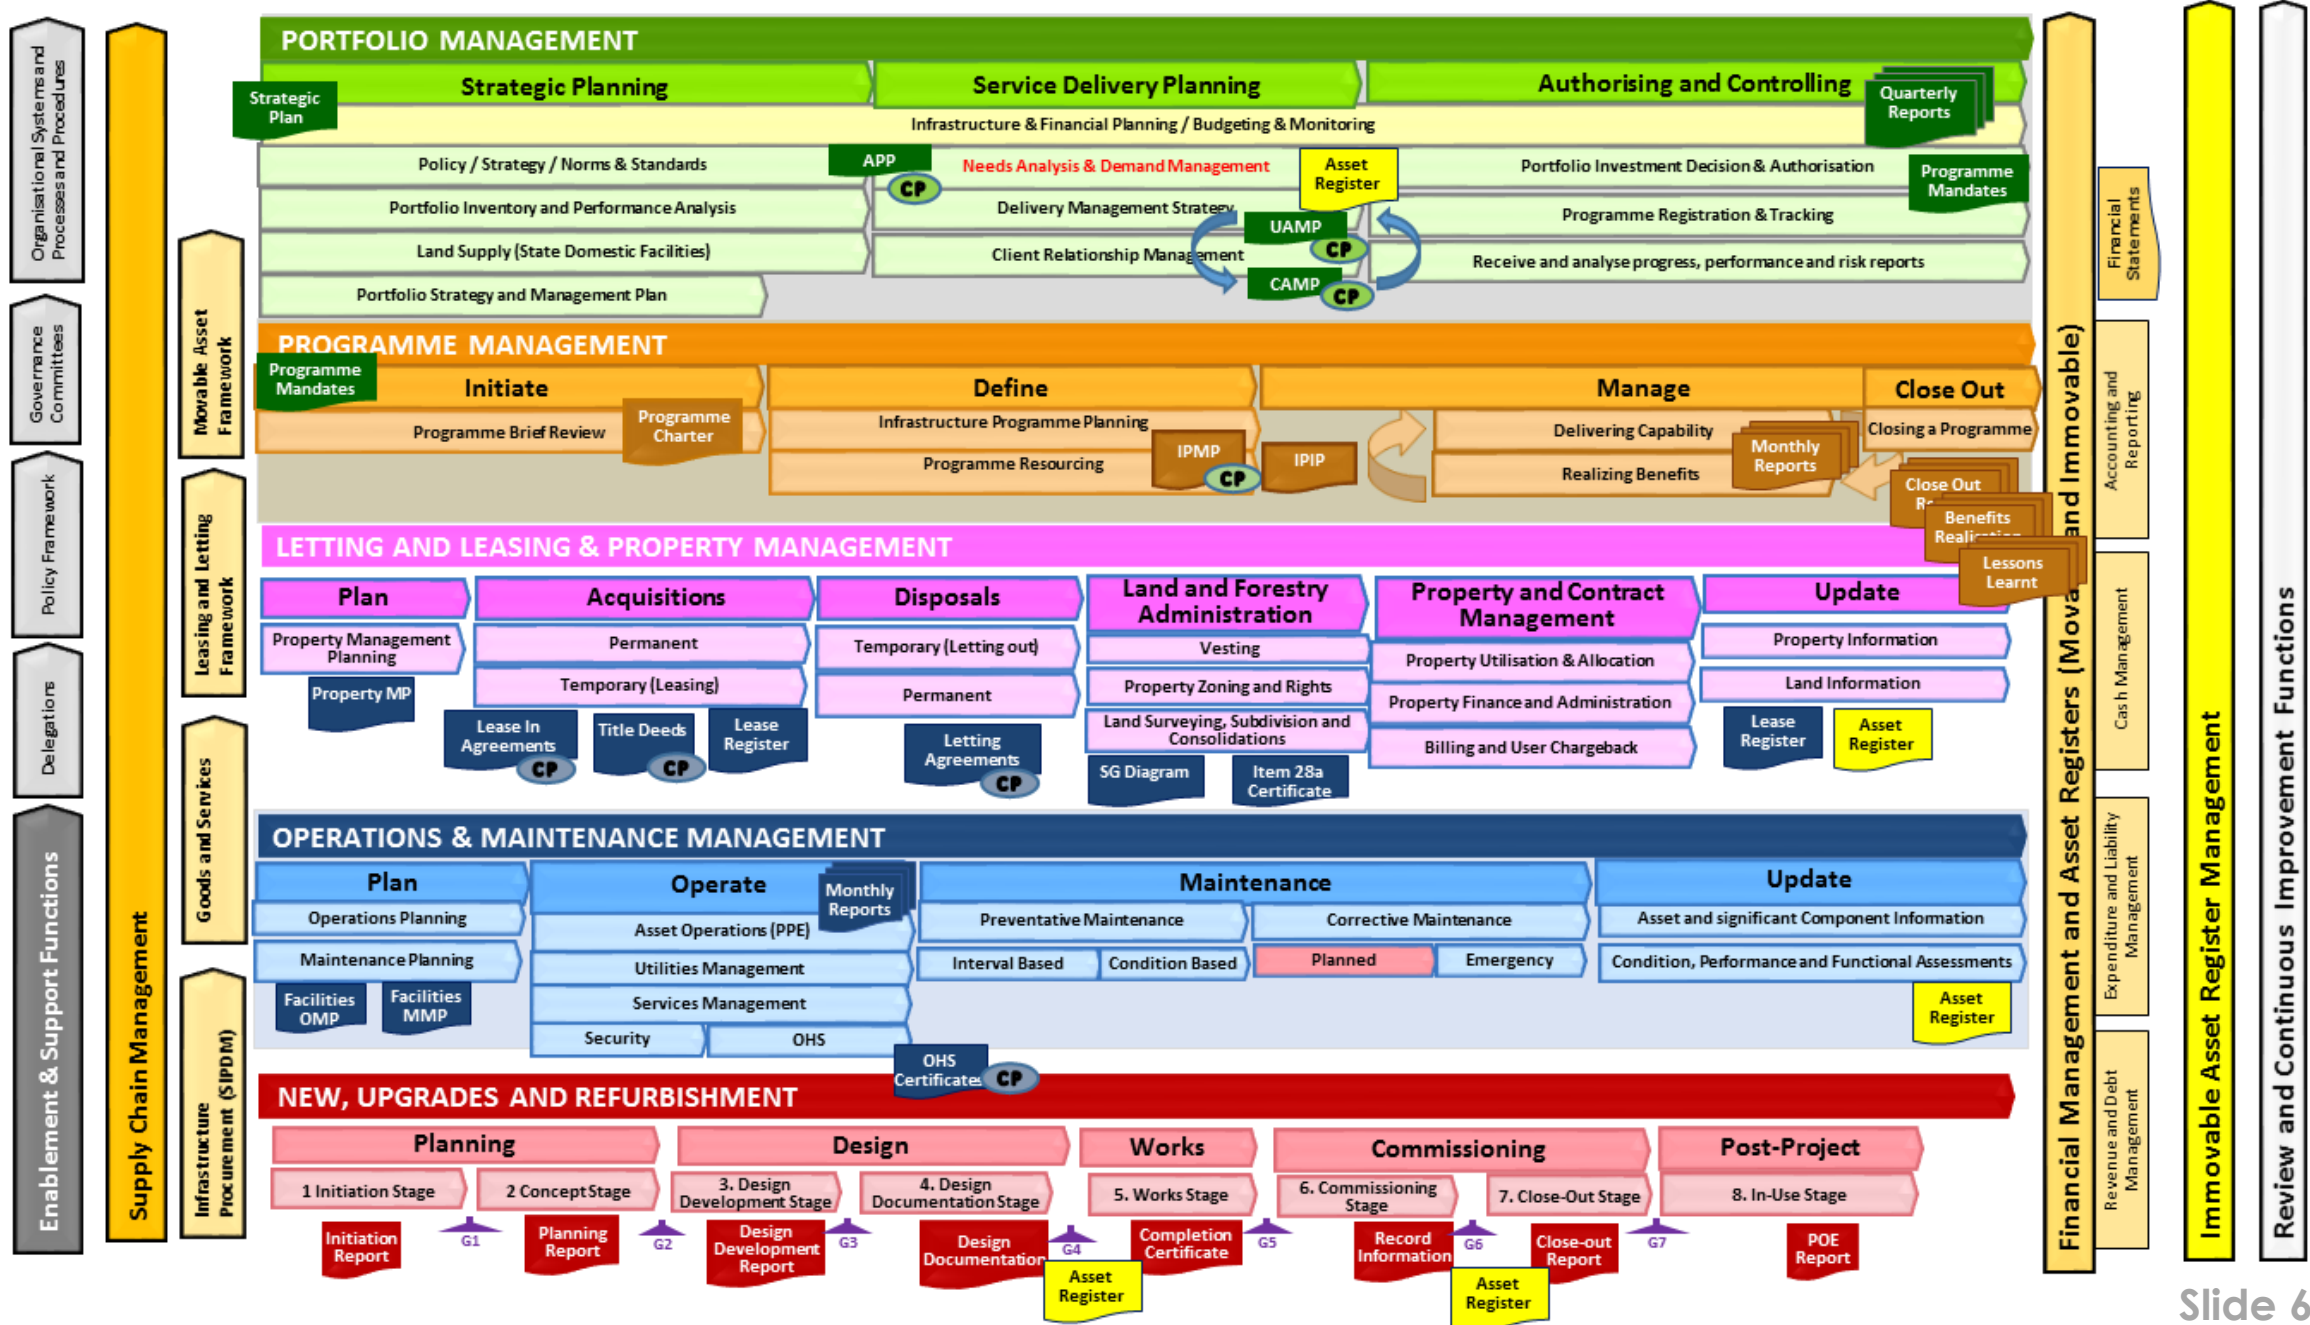 Organisational Systems and
Processes and Procedures
Governance
Committees
Policy Framework
Delegations
Enablement & Support Functions
Supply Chain Management
Movable Asset
Framework
Leasing and Letting
Framework
Goods and Services
Infrastructure
Procurement (SIPDM)
PORTFOLIO MANAGEMENT
Strategic Planning
Service Delivery Planning
Authorising and Controlling
Strategic
Plan
Quarterly
Reports
Infrastructure & Financial Planning / Budgeting & Monitoring
Policy / Strategy / Norms & Standards
APP
CP
Needs Analysis & Demand Management
Asset
Register
Portfolio Investment Decision & Authorisation
Programme
Mandates
Portfolio Inventory and Performance Analysis
Delivery Management Strategy
Programme Registration & Tracking
UAMP
CP
Land Supply (State Domestic Facilities)
Client Relationship Management
Receive and analyse progress, performance and risk reports
CAMP
CP
Portfolio Strategy and Management Plan
PROGRAMME MANAGEMENT
Programme
Mandates
Initiate
Define
Manage
Close Out
Programme Brief Review
Programme
Charter
Infrastructure Programme Planning
Programme Resourcing
IPMP
CP
IPIP
Delivering Capability
Realizing Benefits
Monthly
Reports
Closing a Programme
Close Out
Benefits
Lessons
Learnt
LETTING AND LEASING & PROPERTY MANAGEMENT
Plan
Acquisitions
Disposals
Land and Forestry
Administration
Property and Contract
Management
Update
Property Management
Planning
Property MP
Permanent
Temporary (Leasing)
Lease In
Agreements
CP
Title Deeds
CP
Lease
Register
Temporary (Letting out)
Permanent
Letting
Agreements
CP
Vesting
Property Zoning and Rights
Land Surveying, Subdivision and
Consolidations
SG Diagram
Item 28a
Certificate
Property Utilisation & Allocation
Property Finance and Administration
Billing and User Chargeback
Property Information
Land Information
Lease
Register
Asset
Register
OPERATIONS & MAINTENANCE MANAGEMENT
Plan
Operate
Monthly
Reports
Maintenance
Update
Operations Planning
Maintenance Planning
Facilities
OMP
Facilities
MMP
Asset Operations (PPE)
Utilities Management
Services Management
Security
OHS
OHS
Certificates
CP
Preventative Maintenance
Corrective Maintenance
Interval Based
Condition Based
Planned
Emergency
Asset and significant Component Information
Condition, Performance and Functional Assessments
Asset
Register
NEW, UPGRADES AND REFURBISHMENT
Planning
Design
Works
Commissioning
Post-Project
1 Initiation Stage
2 Concept Stage
3. Design
Development Stage
4. Design
Documentation Stage
5. Works Stage
6. Commissioning
Stage
7. Close-Out Stage
8. In-Use Stage
Initiation
Report
G1
Planning
Report
G2
Design
Development
Report
G3
Design
Documentation
G4
Asset
Register
Completion
Certificate
G5
Record
Information
G6
Asset
Register
Close-out
Report
G7
POE
Report
Financial Management and Asset Registers (Mova and Immovable)
Financial
Statements
Accounting and
Reporting
Cash Management
Expenditure and Liability
Management
Revenue and Debt
Management
Immovable Asset Register Management
Review and Continuous Improvement Functions
Slide 6